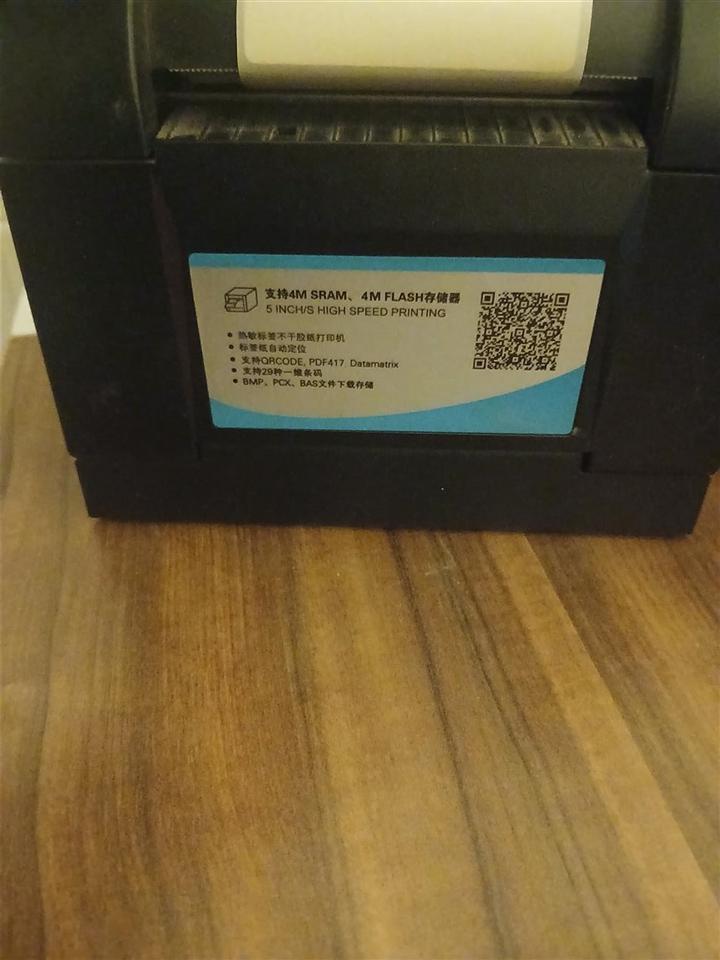 支持4M SRAM、4M FLASH存储器
5 INCH/S HIGH SPEED PRINTING
• 热敏标签不干胶纸打印机
• 标签纸自动定位
• 支持QRCODE, PDF417 Datamatrix
• 支持29种一维条码
• BMP、PCX、BAS文件下载存储